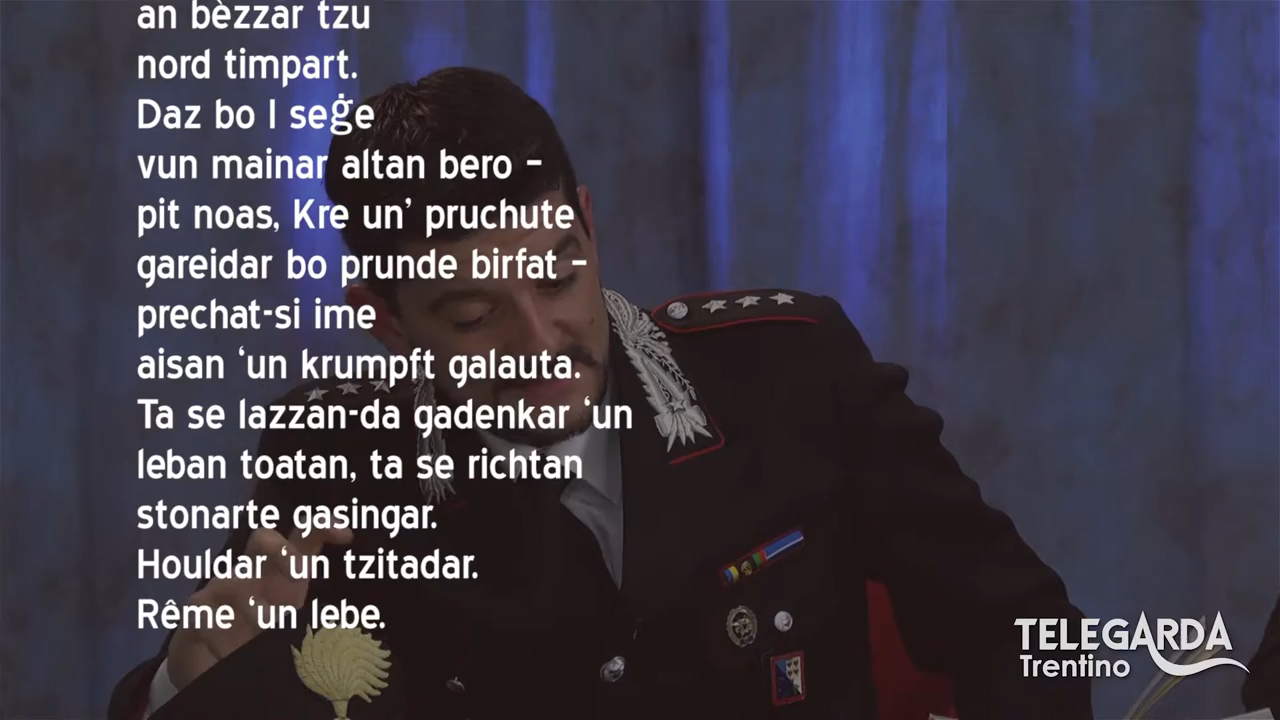 an bèzzar tzu
nord timpart.
Daz bo I seġe
vun mainar altan bero –
pit noas, Kre un’ pruchute
gareidar bo prunde birfat –
prechat-si ime
aisan ‘un krumpft galauta.
Ta se lazzan-da gadenkar ‘un
leban toatan, ta se richtan
stonarte gasingar.
Houldar ‘un tzitadar.
Rême ‘un lebe.
TELEGARDA
Trentino